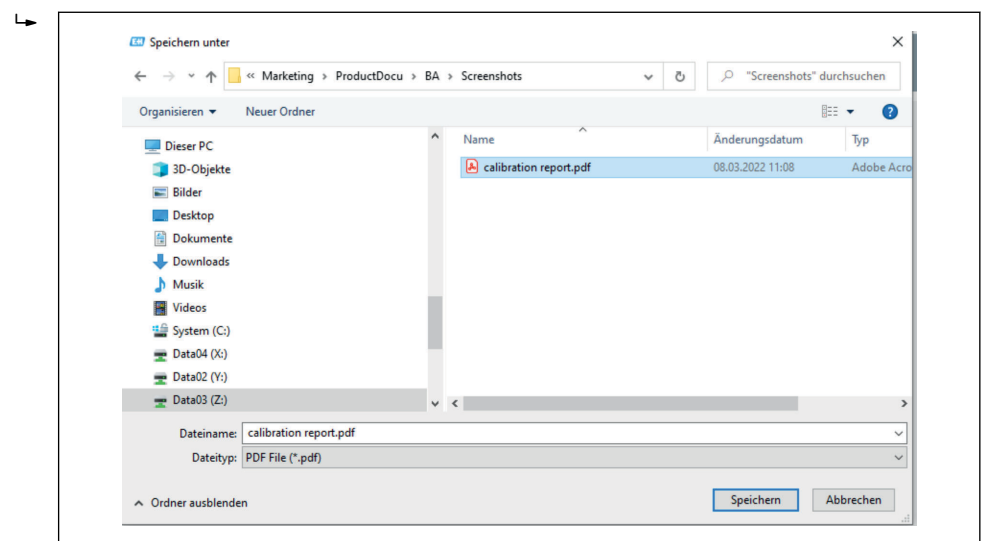 Speichern unter
« Marketing › ProductDocu › BA › Screenshots
"Screenshots" durchsuchen
Organisieren
Neuer Ordner
Dieser PC
3D-Objekte
Bilder
Desktop
Dokumente
Downloads
Musik
Videos
System (C:)
Data04 (X:)
Data02 (Y:)
Data03 (Z:)
Name Änderungsdatum Typ
calibration report.pdf 08.03.2022 11:08 Adobe Acro
Dateiname: calibration report.pdf
Dateityp: PDF File (*.pdf)
Ordner ausblenden
Speichern
Abbrechen